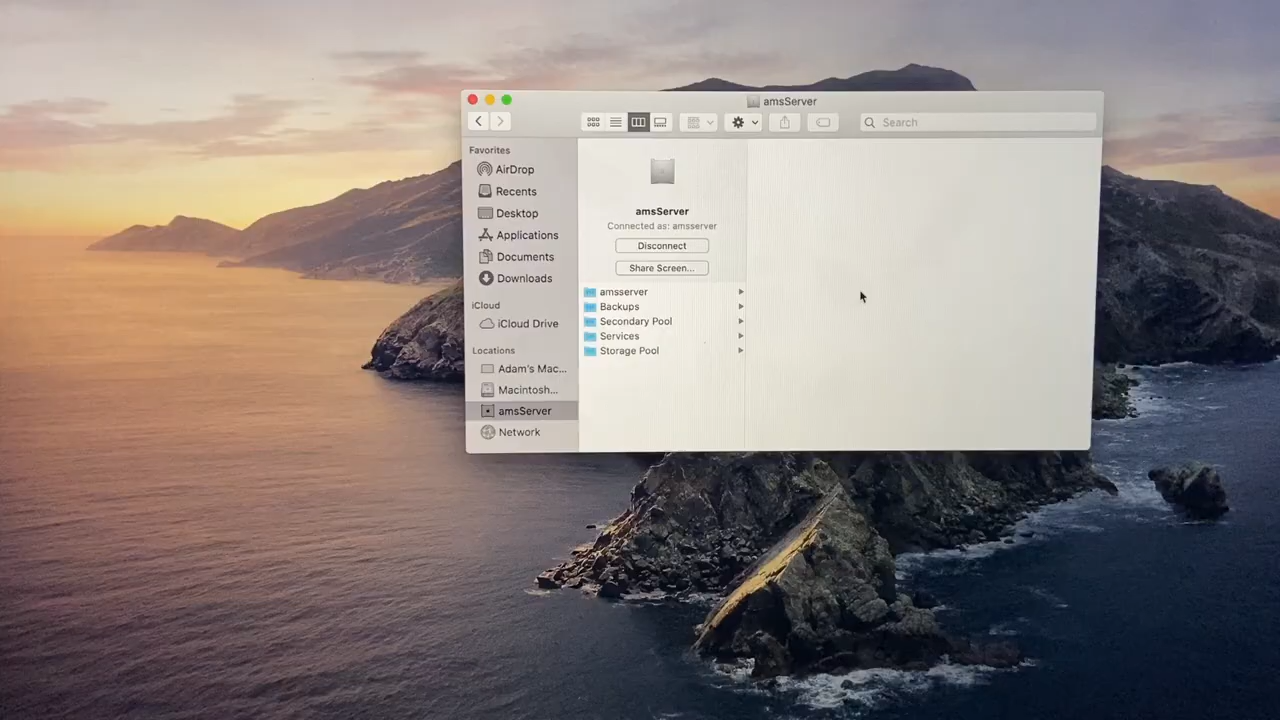 amsServer
Search
Favorites
AirDrop
Recents
Desktop
Applications
Documents
Downloads
iCloud
iCloud Drive
Locations
Adam's Mac...
Macintosh...
amsServer
Network
amsServer
Connected as: amsserver
Disconnect
Share Screen...
amsserver
Backups
Secondary Pool
Services
Storage Pool